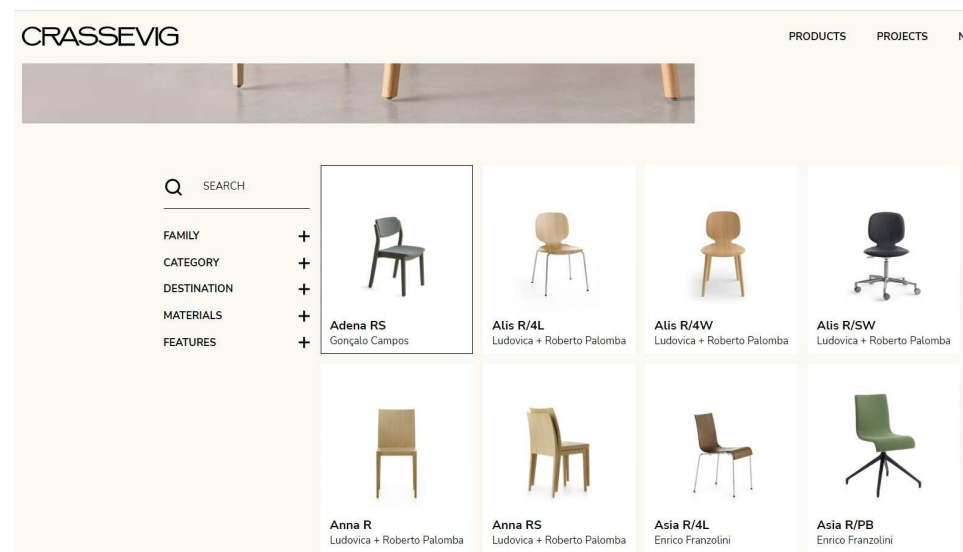 CRASSEVIG
PRODUCTS
PROJECTS
SEARCH
FAMILY
CATEGORY
DESTINATION
MATERIALS
FEATURES
Adena RS
Gonçalo Campos
Alis R/4L
Ludovica + Roberto Palomba
Alis R/4W
Ludovica + Roberto Palomba
Alis R/SW
Ludovica + Roberto Palomba
Anna R
Ludovica + Roberto Palomba
Anna RS
Ludovica + Roberto Palomba
Asia R/4L
Enrico Franzolini
Asia R/PB
Enrico Franzolini